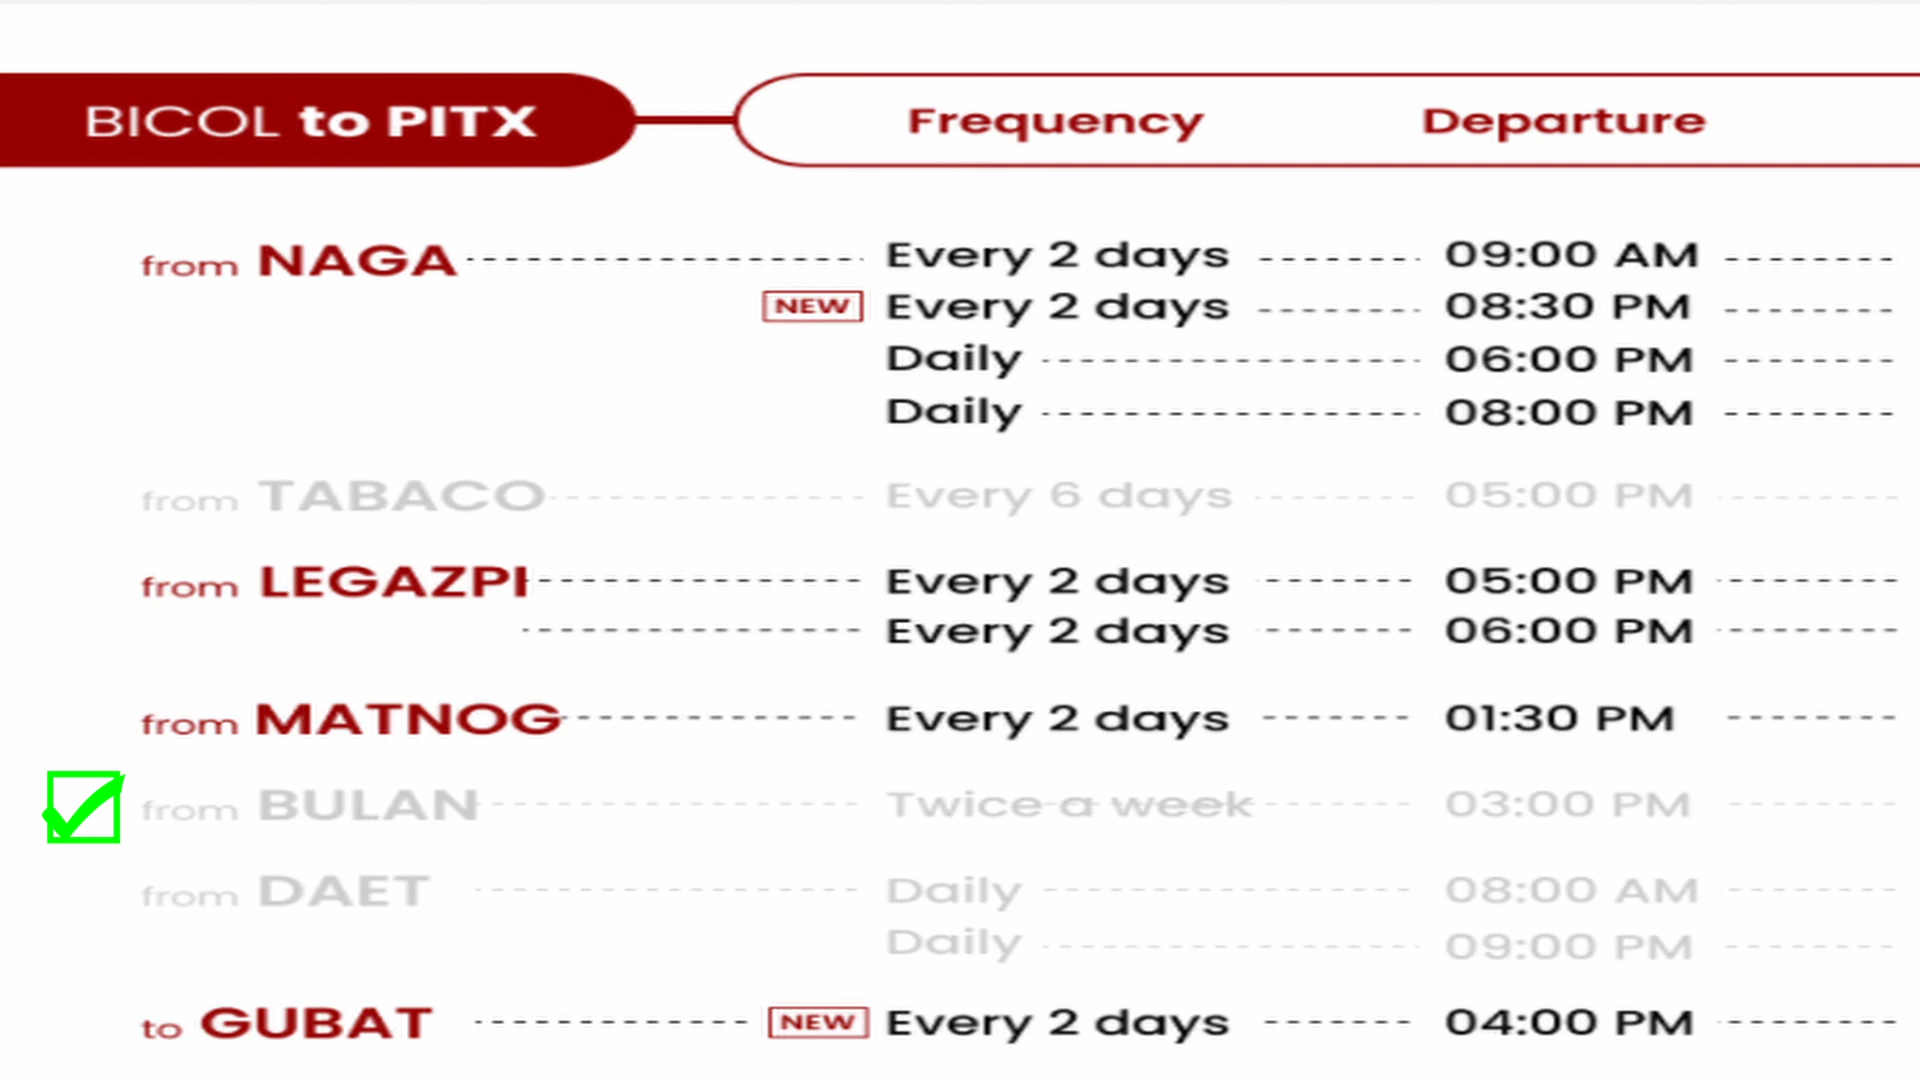 BICOL to PITX Frequency Departure
from NAGA Every 2 days 09:00 AM
NEW Every 2 days 08:30 PM
Daily 06:00 PM
Daily 08:00 PM
from TABACO Every 6 days 05:00 PM
from LEGAZPI Every 2 days 05:00 PM
Every 2 days 06:00 PM
from MATNOG Every 2 days 01:30 PM
from BULAN Twice a week 03:00 PM
from DAET Daily 08:00 AM
Daily 09:00 PM
to GUBAT NEW Every 2 days 04:00 PM